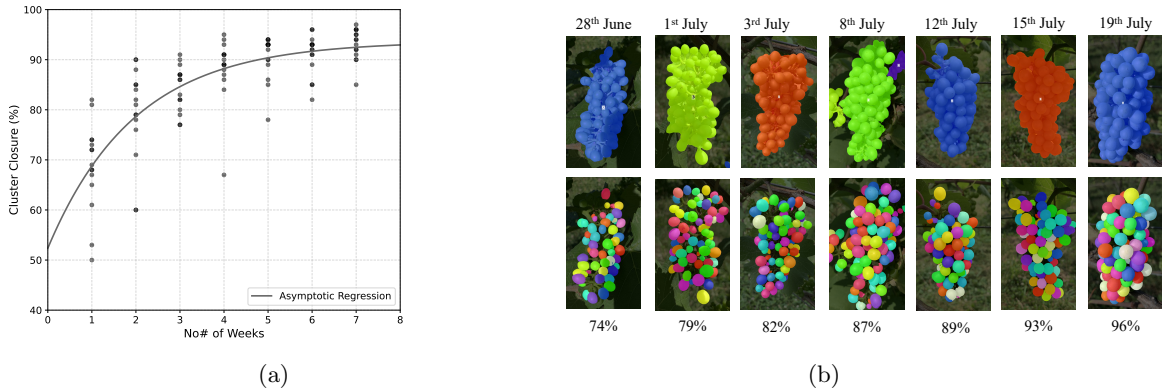 100
90
80
70
60
50
40
Cluster Closure (%)
0 1 2 3 4 5 6 7 8
No# of Weeks
Asymptotic Regression
(a)
28th June 1st July 3rd July 8th July 12th July 15th July 19th July
74% 79% 82% 87% 89% 93% 96%
(b)